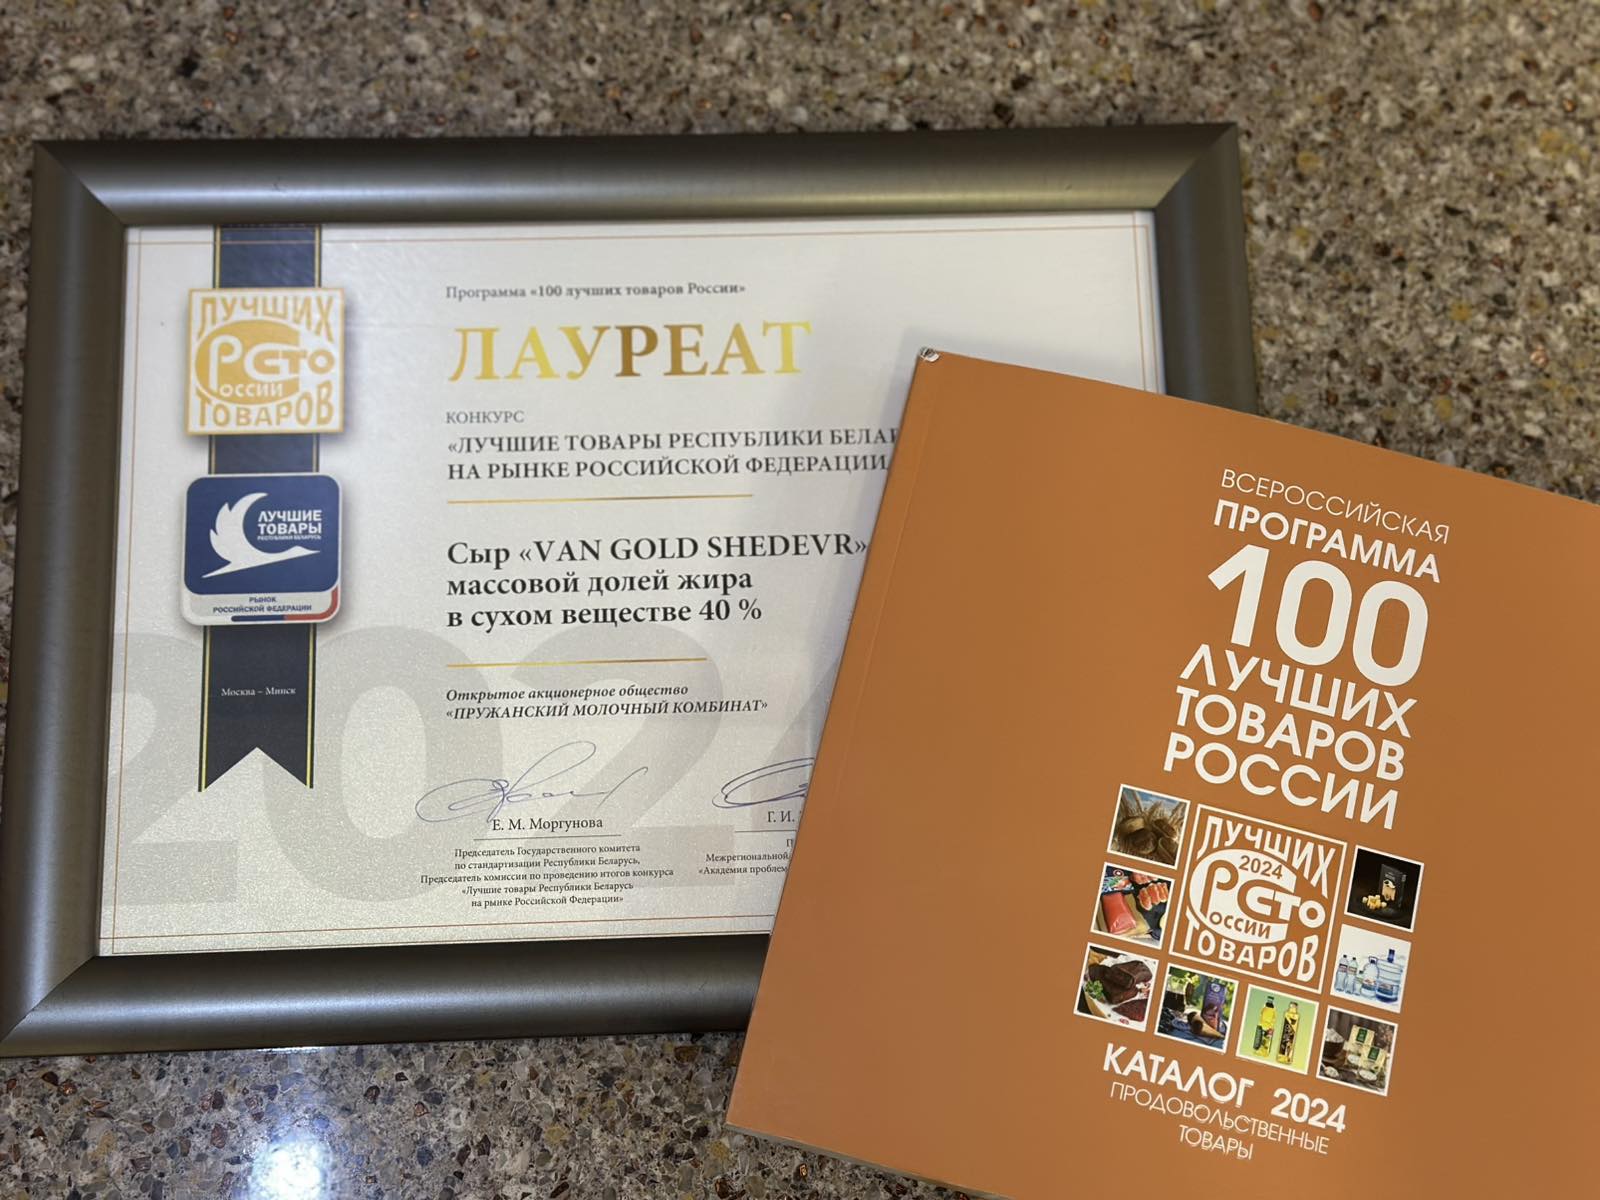 Программа «100 лучших товаров России»
ЛАУРЕАТ
КОНКУРС
«ЛУЧШИЕ ТОВАРЫ РЕСПУБЛИКИ БЕЛАР
НА РЫНКЕ РОССИЙСКОЙ ФЕДЕРАЦИИ
Сыр «VAN GOLD SHEDEVR»
массовой долей жира
в сухом веществе 40 %
Открытое акционерное общество
«ПРУЖАНСКИЙ МОЛОЧНЫЙ КОМБИНАТ»
Е. М. Моргунова
Председатель Государственного комитета
по стандартизации Республики Беларусь,
Председатель комиссии по проведению итогов конкурса
«Лучшие товары Республики Беларусь
на рынке Российской Федерации»
Г. И.
П
Межрегиональной
«Академия проблем
2024
ЛУЧШИХ
СТО
РОССИИ
ТОВАРОВ
ЛУЧШИЕ
ТОВАРЫ
РЕСПУБЛИКИ БЕЛАРУСЬ
РЫНОК
РОССИЙСКОЙ ФЕДЕРАЦИИ
Москва – Минск
ВСЕРОССИЙСКАЯ
ПРОГРАММА
100
ЛУЧШИХ
ТОВАРОВ
РОССИИ
ЛУЧШИХ
2024
СТО
РОССИИ
ТОВАРОВ
КАТАЛОГ 2024
ПРОДОВОЛЬСТВЕННЫЕ
ТОВАРЫ